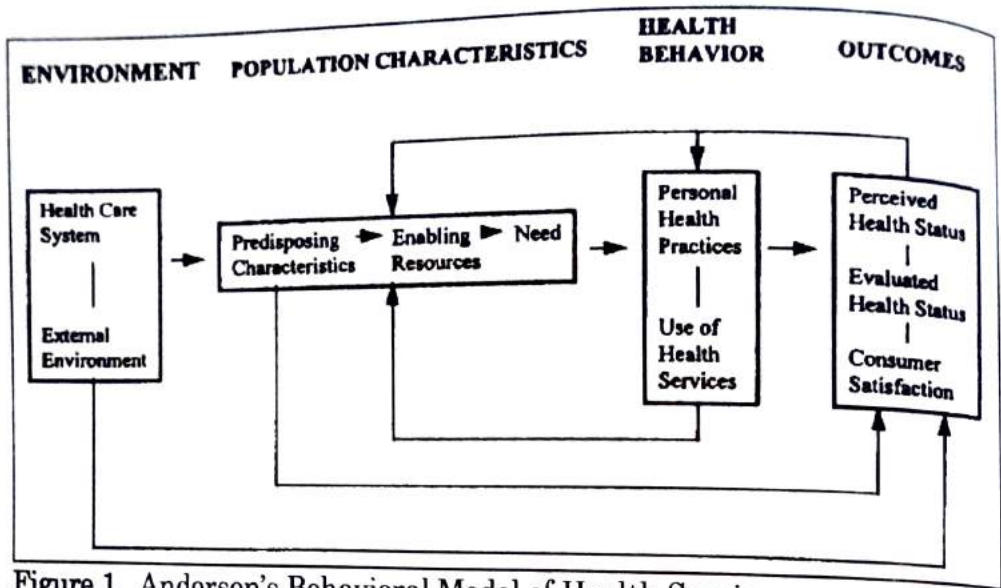 ENVIRONMENT
POPULATION CHARACTERISTICS
HEALTH
BEHAVIOR
OUTCOMES
Health Care
System
External
Environment
Predisposing
Characteristics
Enabling
Resources
Need
Personal
Health
Practices
Use of
Health
Services
Perceived
Health Status
Evaluated
Health Status
Consumer
Satisfaction
Figure 1. Andersen's Behavioral Model of Health Servi